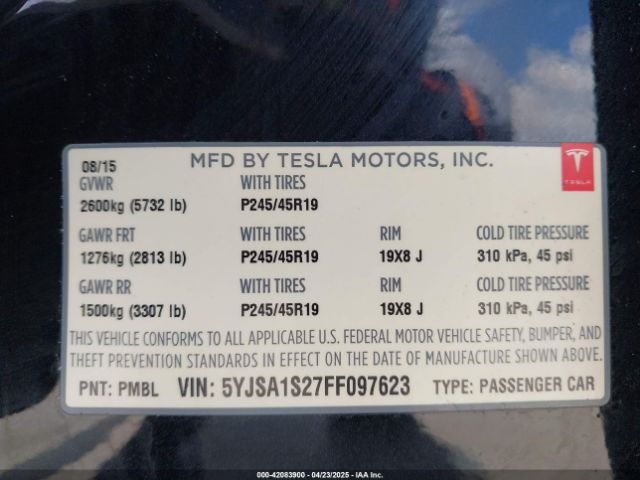 08/15 MFD BY TESLA MOTORS, INC.
TESLA
GVWR WITH TIRES
2600kg (5732 lb) P245/45R19
GAWR FRT WITH TIRES RIM COLD TIRE PRESSURE
1276kg (2813 lb) P245/45R19 19X8 J 310 kPa, 45 psi
GAWR RR WITH TIRES RIM COLD TIRE PRESSURE
1500kg (3307 lb) P245/45R19 19X8 J 310 kPa, 45 psi
THIS VEHICLE CONFORMS TO ALL APPLICABLE U.S. FEDERAL MOTOR VEHICLE SAFETY, BUMPER, AND
THEFT PREVENTION STANDARDS IN EFFECT ON THE DATE OF MANUFACTURE SHOWN ABOVE.
PNT: PMBL VIN: 5YJSA1S27FF097623 TYPE: PASSENGER CAR
000-42083900 - 04/23/2025 - IAA Inc.